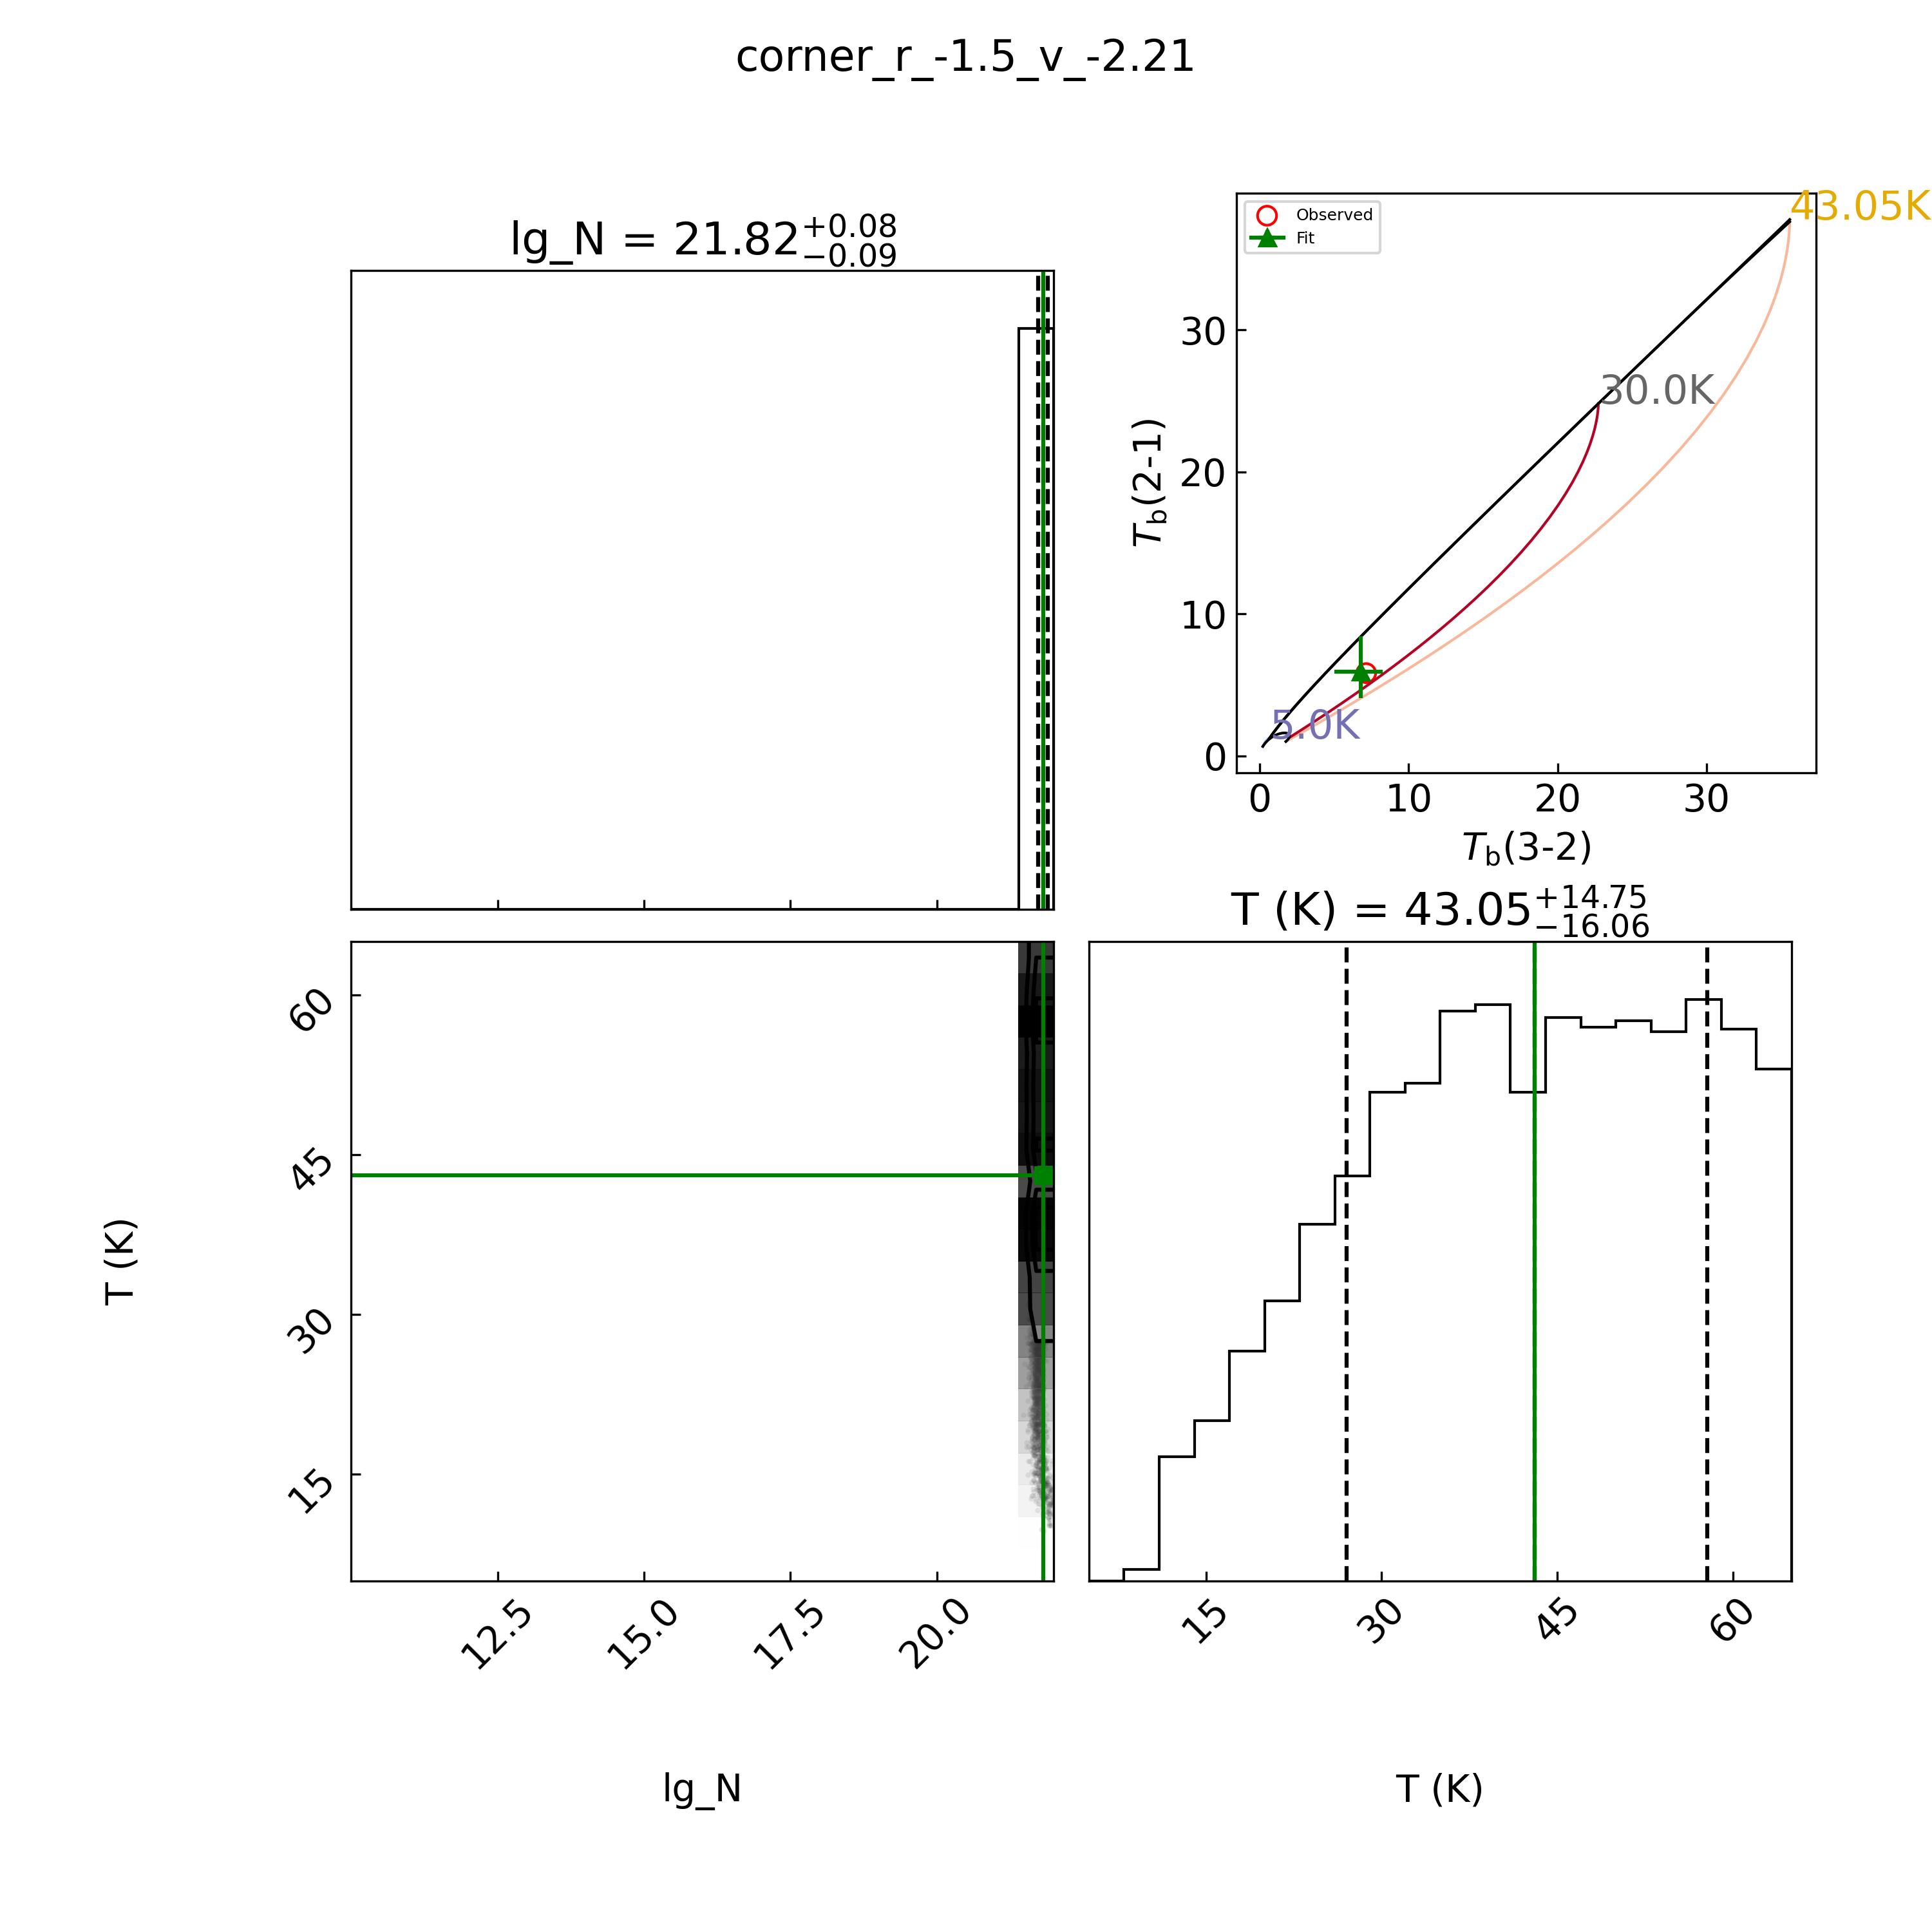 corner_r_-1.5_v_-2.21
lg_N = 21.82+0.08−0.09
43.05K
Observed
Fit
30
20
10
0
30.0K
5.0K
Tb(2-1)
0 10 20 30
Tb(3-2)
T (K) = 43.05+14.75−16.06
60
45
30
15
T (K)
12.5 15.0 17.5 20.0
15 30 45 60
lg_N
T (K)